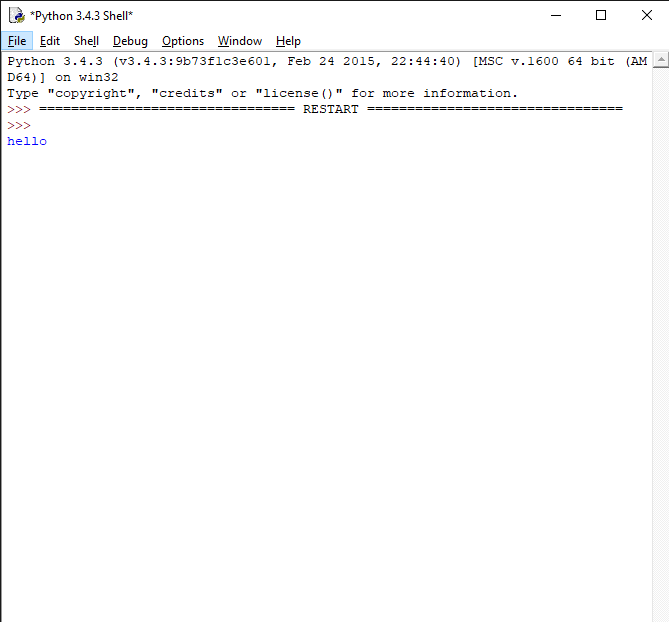 *Python 3.4.3 Shell*
File Edit Shell Debug Options Window Help
Python 3.4.3 (v3.4.3:9b73f1c3e601, Feb 24 2015, 22:44:40) [MSC v.1600 64 bit (AM
D64)] on win32
Type "copyright", "credits" or "license()" for more information.
>>> ================================ RESTART ================================
>>>
hello